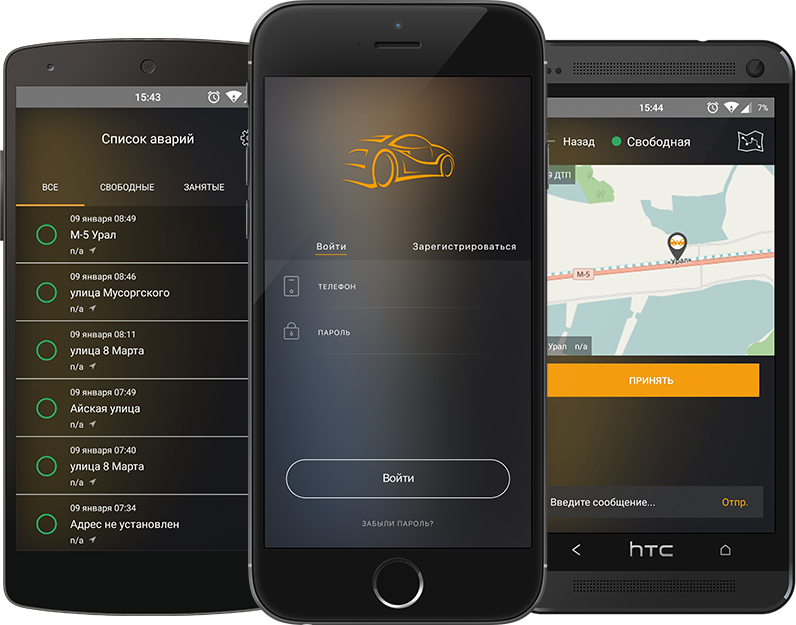 15:43
Список аварий
ВСЕ СВОБОДНЫЕ ЗАНЯТЫЕ
09 января 08:49
М-5 Урал
n/a
09 января 08:46
улица Мусоргского
n/a
09 января 08:11
улица 8 Марта
n/a
09 января 07:49
Айская улица
n/a
09 января 07:40
улица 8 Марта
n/a
09 января 07:34
Адрес не установлен
n/a
Войти Зарегистрироваться
ТЕЛЕФОН
ПАРОЛЬ
Войти
ЗАБЫЛИ ПАРОЛЬ?
15:44 7%
Назад Свободная
9 ДТП
«Урал»
М-5
Урал n/a
ПРИНЯТЬ
Введите сообщение... Отпр.
hTC